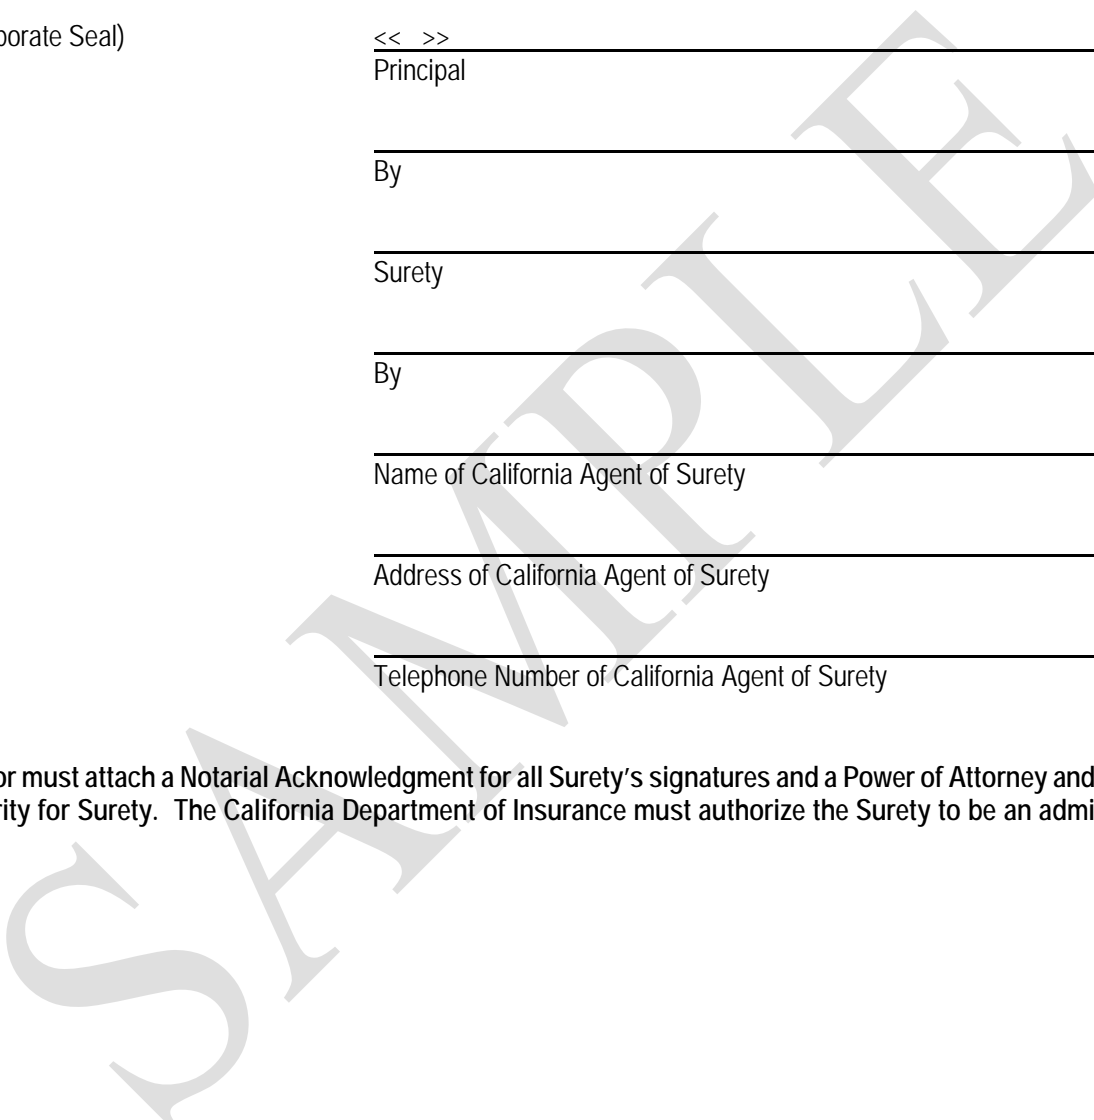 porate Seal)
<< >>
Principal
By
Surety
By
Name of California Agent of Surety
Address of California Agent of Surety
Telephone Number of California Agent of Surety
or must attach a Notarial Acknowledgment for all Surety's signatures and a Power of Attorney and
rity for Surety. The California Department of Insurance must authorize the Surety to be an admi
SAMPLE